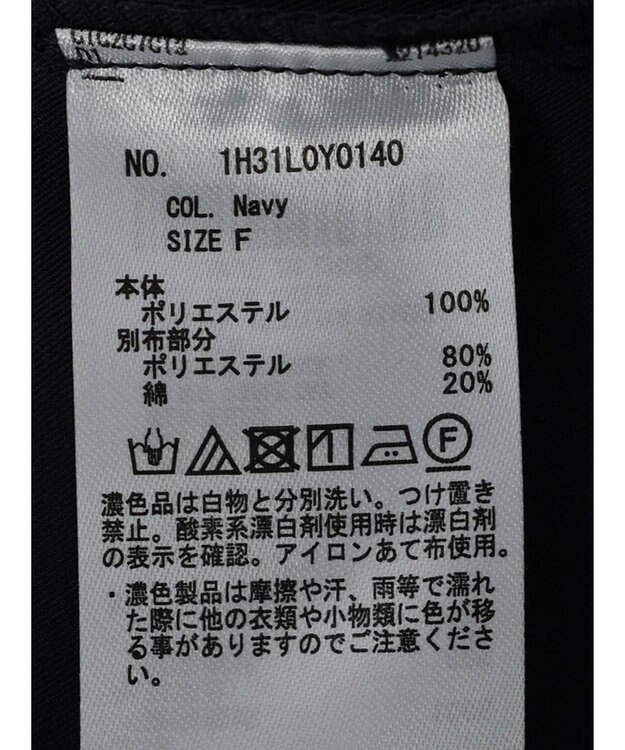 NO. 1H31L0Y0140
COL. Navy
SIZE F
本体
ポリエステル 100%
別布部分
ポリエステル 80%
綿 20%
F
濃色品は白物と分別洗い。つけ置き
禁止。酸素系漂白剤使用時は漂白剤
の表示を確認。アイロンあて布使用。
・濃色製品は摩擦や汗、雨等で濡れ
た際に他の衣類や小物類に色が移
る事がありますのでご注意くださ
い。